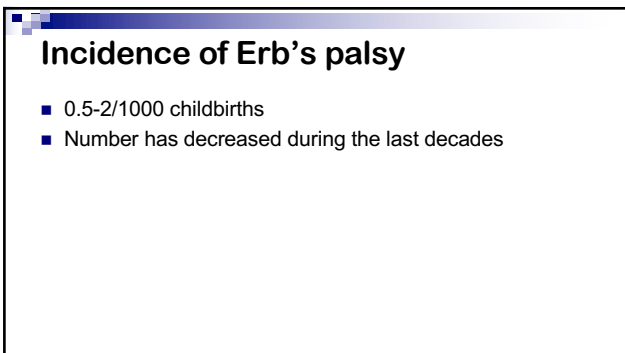 Incidence of Erb’s palsy
0.5-2/1000 childbirths
Number has decreased during the last decades